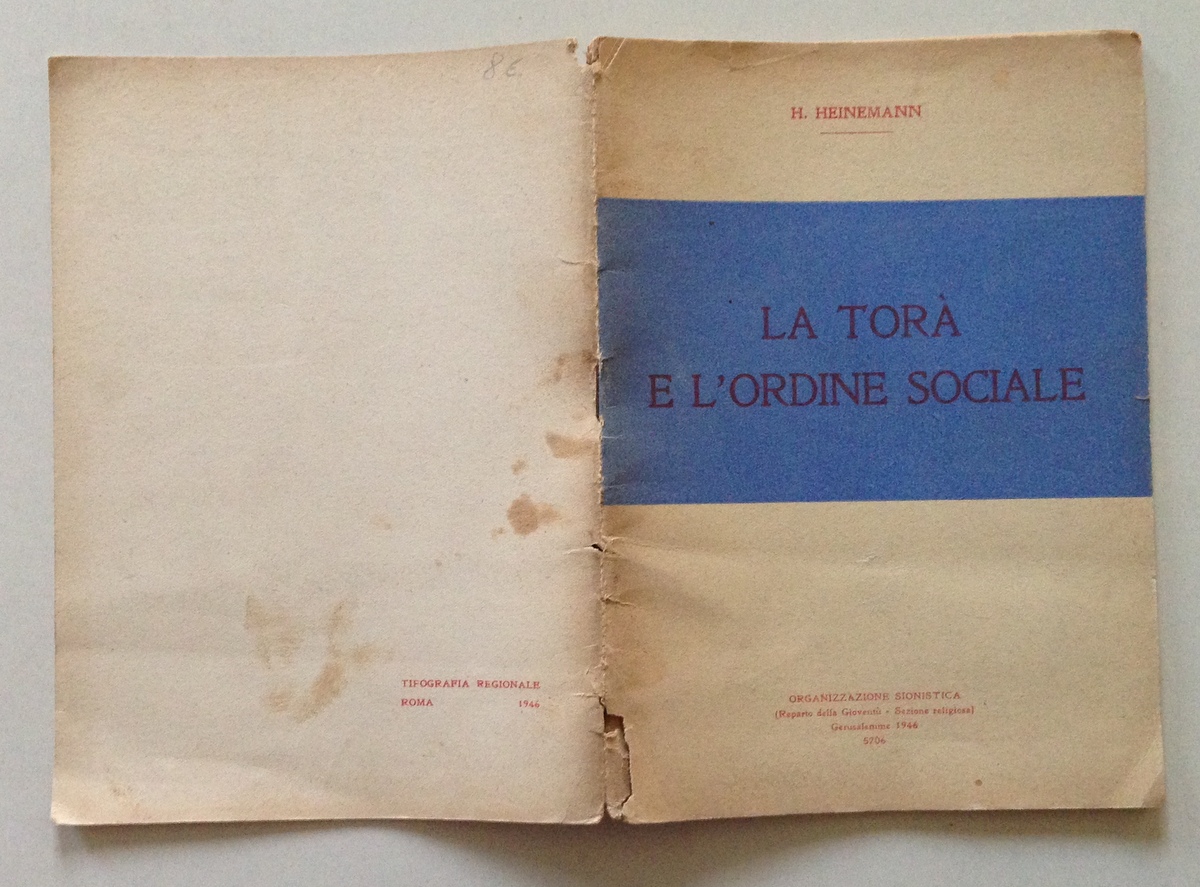 8 €
TIPOGRAFIA REGIONALE
ROMA 1946
H. HEINEMANN
LA TORÀ
E L'ORDINE SOCIALE
ORGANIZZAZIONE SIONISTICA
(Reparto della Gioventù - Sezione religiosa)
Gerusalemme 1946
5706